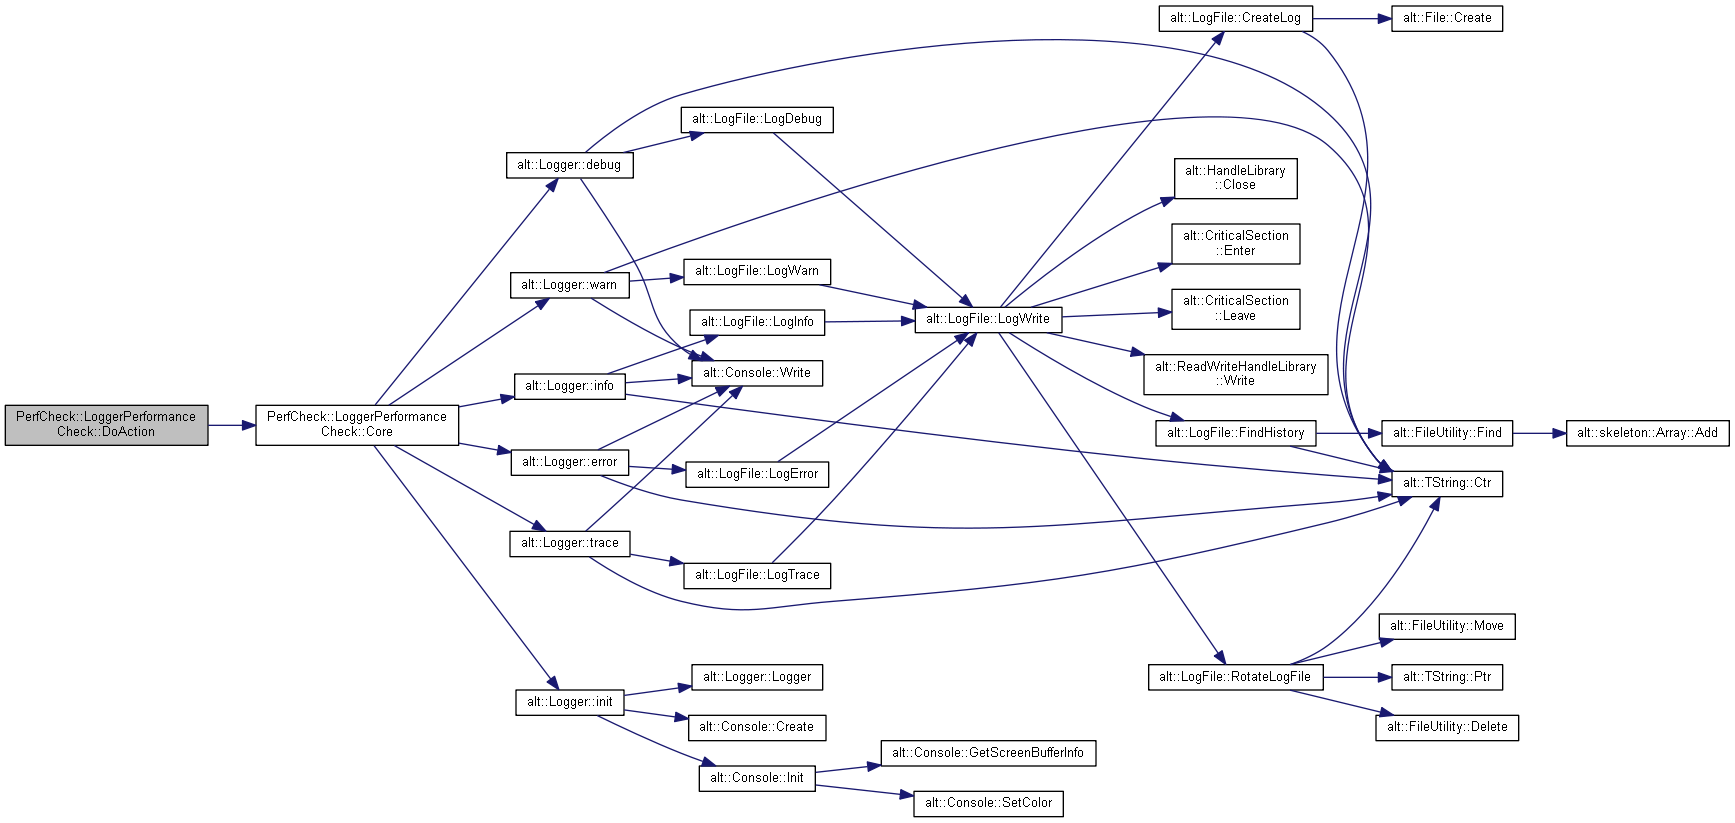 PerfCheck::LoggerPerformance
Check::DoAction
PerfCheck::LoggerPerformance
Check::Core
alt::Logger::debug
alt::Logger::warn
alt::Logger::info
alt::Logger::error
alt::Logger::trace
alt::Logger::init
alt::LogFile::LogDebug
alt::LogFile::LogWarn
alt::LogFile::LogInfo
alt::Console::Write
alt::LogFile::LogError
alt::LogFile::LogTrace
alt::Logger::Logger
alt::Console::Create
alt::Console::Init
alt::Console::GetScreenBufferInfo
alt::Console::SetColor
alt::LogFile::LogWrite
alt::LogFile::CreateLog
alt::HandleLibrary
::Close
alt::CriticalSection
::Enter
alt::CriticalSection
::Leave
alt::ReadWriteHandleLibrary
::Write
alt::LogFile::FindHistory
alt::LogFile::RotateLogFile
alt::File::Create
alt::FileUtility::Find
alt::TString::Ctr
alt::FileUtility::Move
alt::TString::Ptr
alt::FileUtility::Delete
alt::skeleton::Array::Add